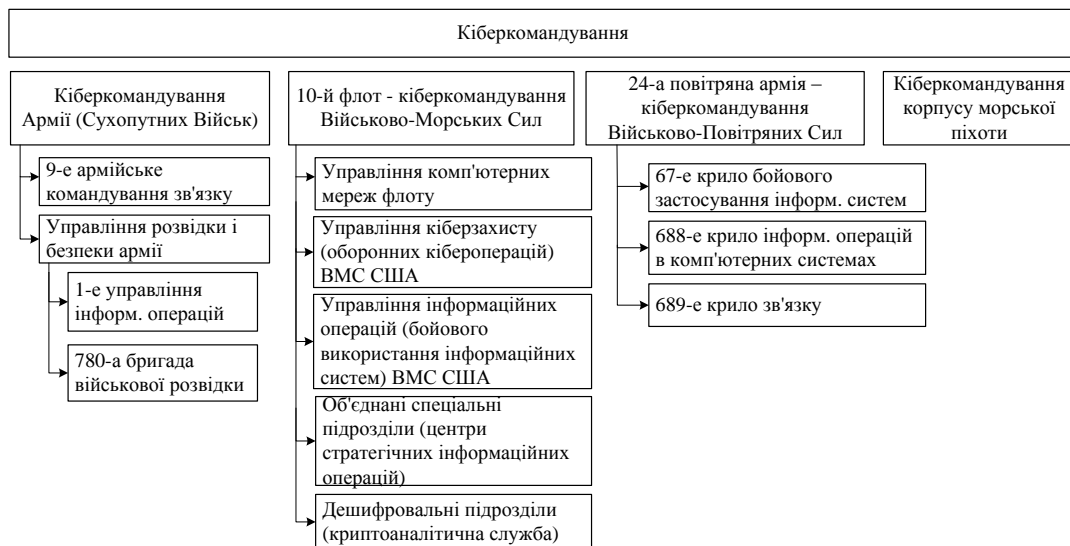 Кіберкомандування
Кіберкомандування
Армії (Сухопутних Військ)
9-е армійське
командування зв'язку
Управління розвідки і
безпеки армії
1-е управління
інформ. операцій
780-а бригада
військової розвідки
10-й флот - кіберкомандування
Військово-Морських Сил
Управління комп'ютерних
мереж флоту
Управління кіберзахисту
(оборонних кібероперацій)
ВМС США
Управління інформаційних
операцій (бойового
використання інформаційних
систем) ВМС США
Об'єднані спеціальні
підрозділи (центри
стратегічних інформаційних
операцій)
Дешифровальні підрозділи
(криптоаналітична служба)
24-а повітряна армія –
кіберкомандування
Військово-Повітряних Сил
67-е крило бойового
застосування інформ. систем
688-е крило інформ. операцій
в комп'ютерних системах
689-е крило зв'язку
Кіберкомандування
корпусу морської
піхоти